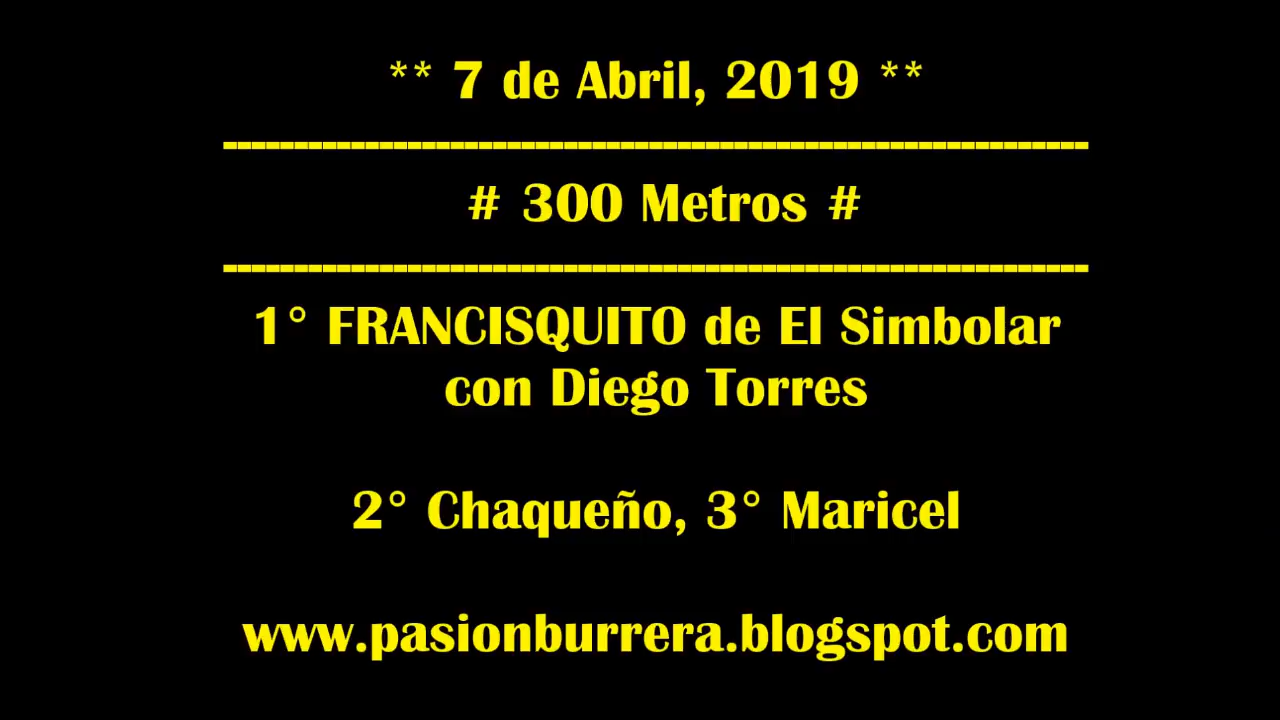 ** 7 de Abril, 2019 **
-------------------------------------------------------------
# 300 Metros #
-------------------------------------------------------------
1° FRANCISQUITO de El Simbolar
con Diego Torres
2° Chaqueño, 3° Maricel
www.pasionburrera.blogspot.com